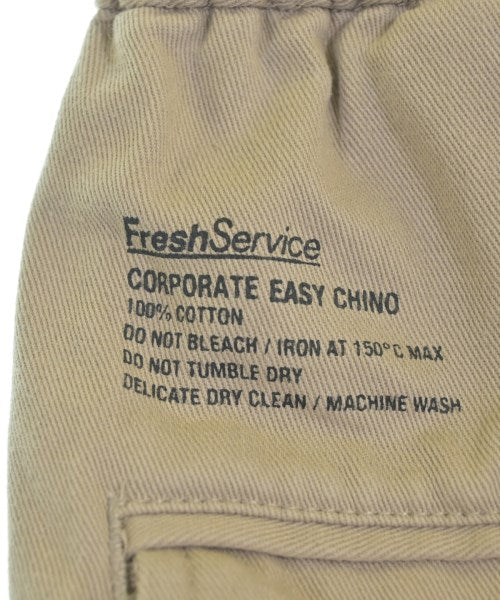 FreshService
CORPORATE EASY CHINO
100% COTTON
DO NOT BLEACH / IRON AT 150°C MAX
DO NOT TUMBLE DRY
DELICATE DRY CLEAN / MACHINE WASH